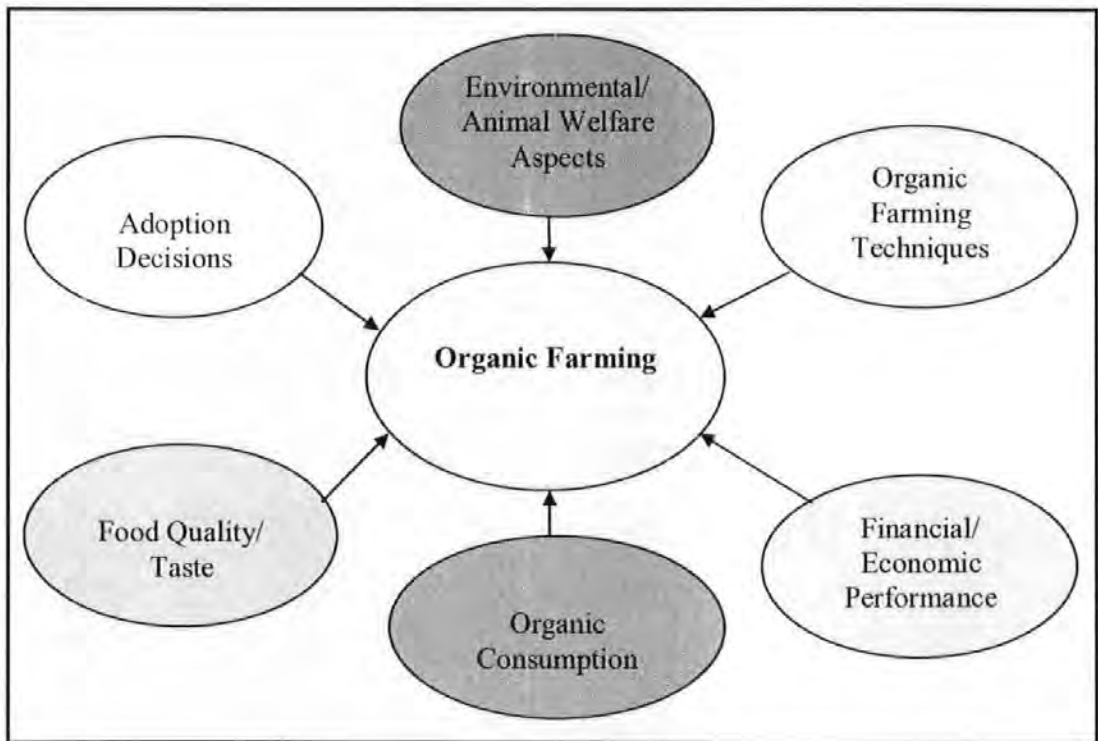 Environmental/
Animal Welfare
Aspects
Adoption
Decisions
Organic
Farming
Techniques
Organic Farming
Food Quality/
Taste
Financial/
Economic
Performance
Organic
Consumption